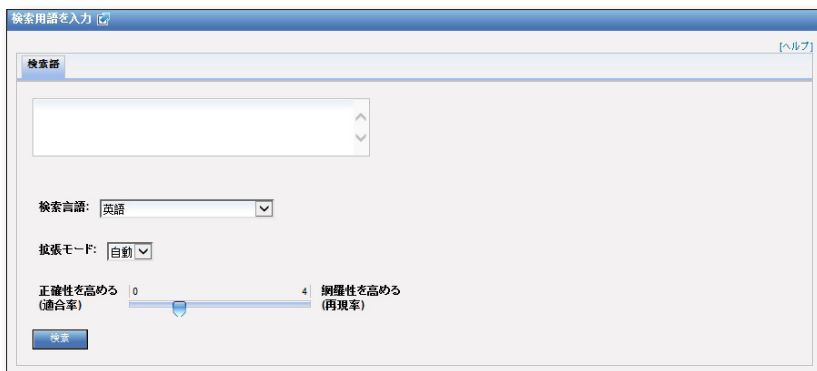 検索用語を入力
[ヘルプ]
検索語
検索言語: 英語
拡張モード: 自動
正確性を高める 0 4 網羅性を高める
(適合率) (再現率)
検索